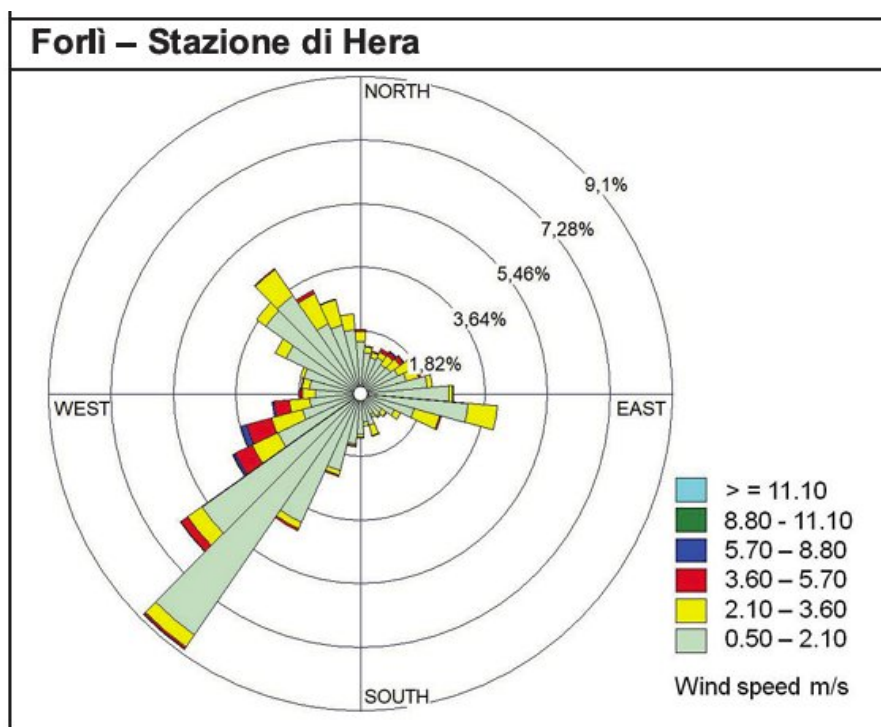 Forlì – Stazione di Hera
NORTH
9,1%
7,28%
5,46%
3,64%
1,82%
WEST
EAST
SOUTH
> = 11.10
8.80 - 11.10
5.70 – 8.80
3.60 – 5.70
2.10 – 3.60
0.50 – 2.10
Wind speed m/s